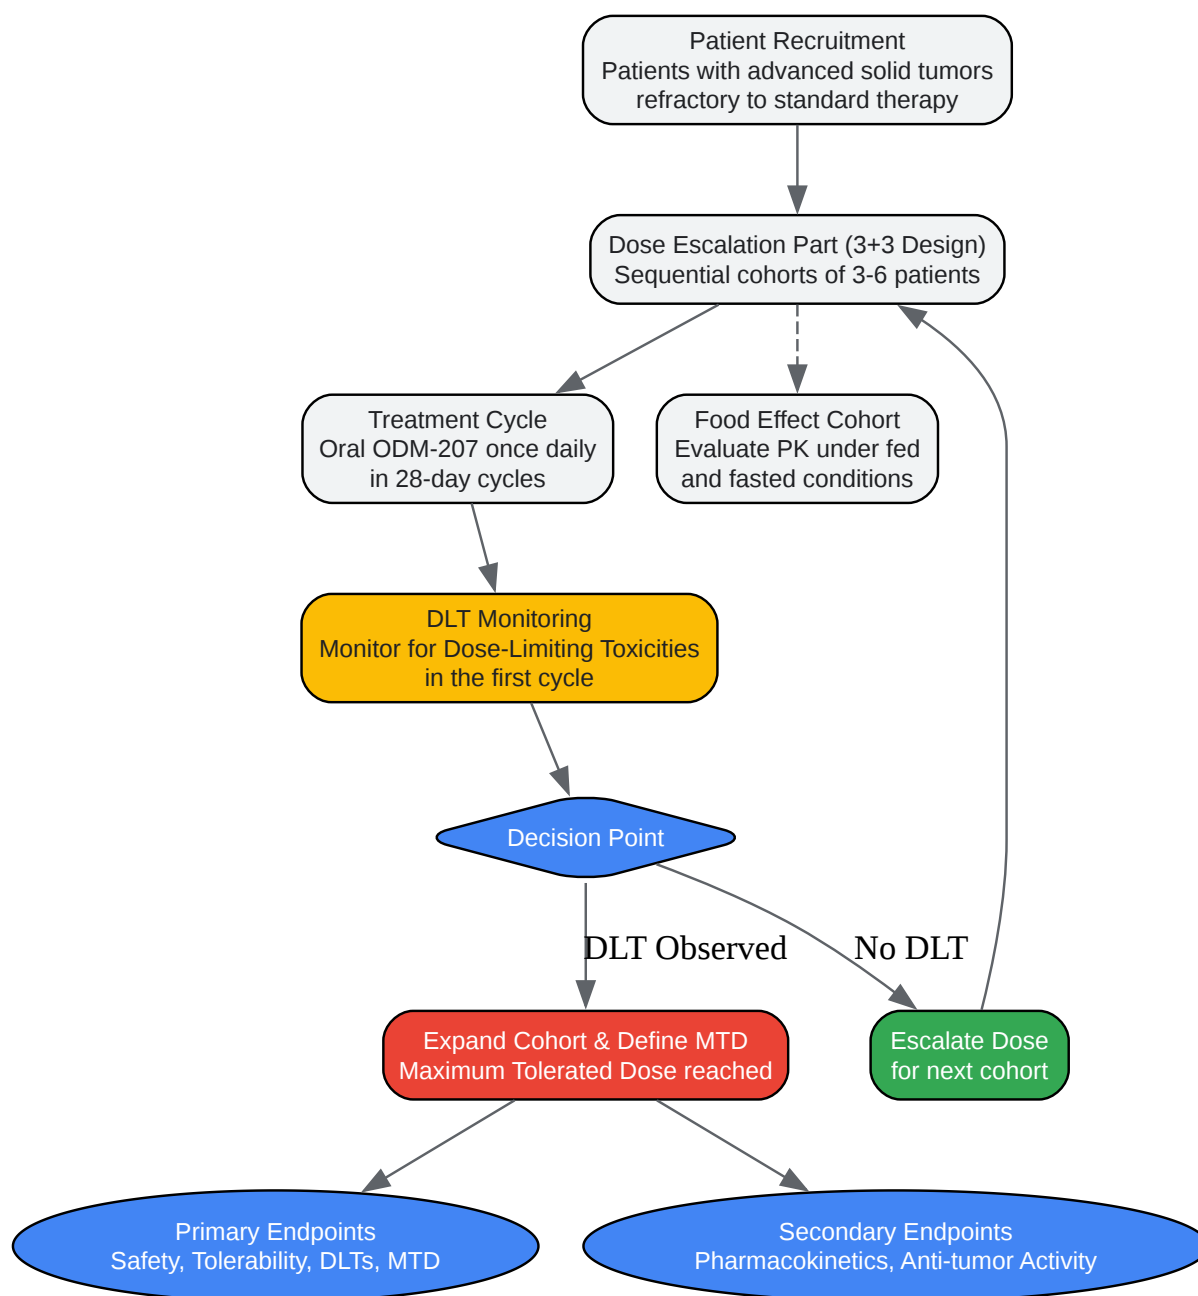 Patient Recruitment
Patients with advanced solid tumors
refractory to standard therapy
Dose Escalation Part (3+3 Design)
Sequential cohorts of 3-6 patients
Treatment Cycle
Oral ODM-207 once daily
in 28-day cycles
Food Effect Cohort
Evaluate PK under fed
and fasted conditions
DLT Monitoring
Monitor for Dose-Limiting Toxicities
in the first cycle
Decision Point
DLT Observed
No DLT
Expand Cohort & Define MTD
Maximum Tolerated Dose reached
Escalate Dose
for next cohort
Primary Endpoints
Safety, Tolerability, DLTs, MTD
Secondary Endpoints
Pharmacokinetics, Anti-tumor Activity